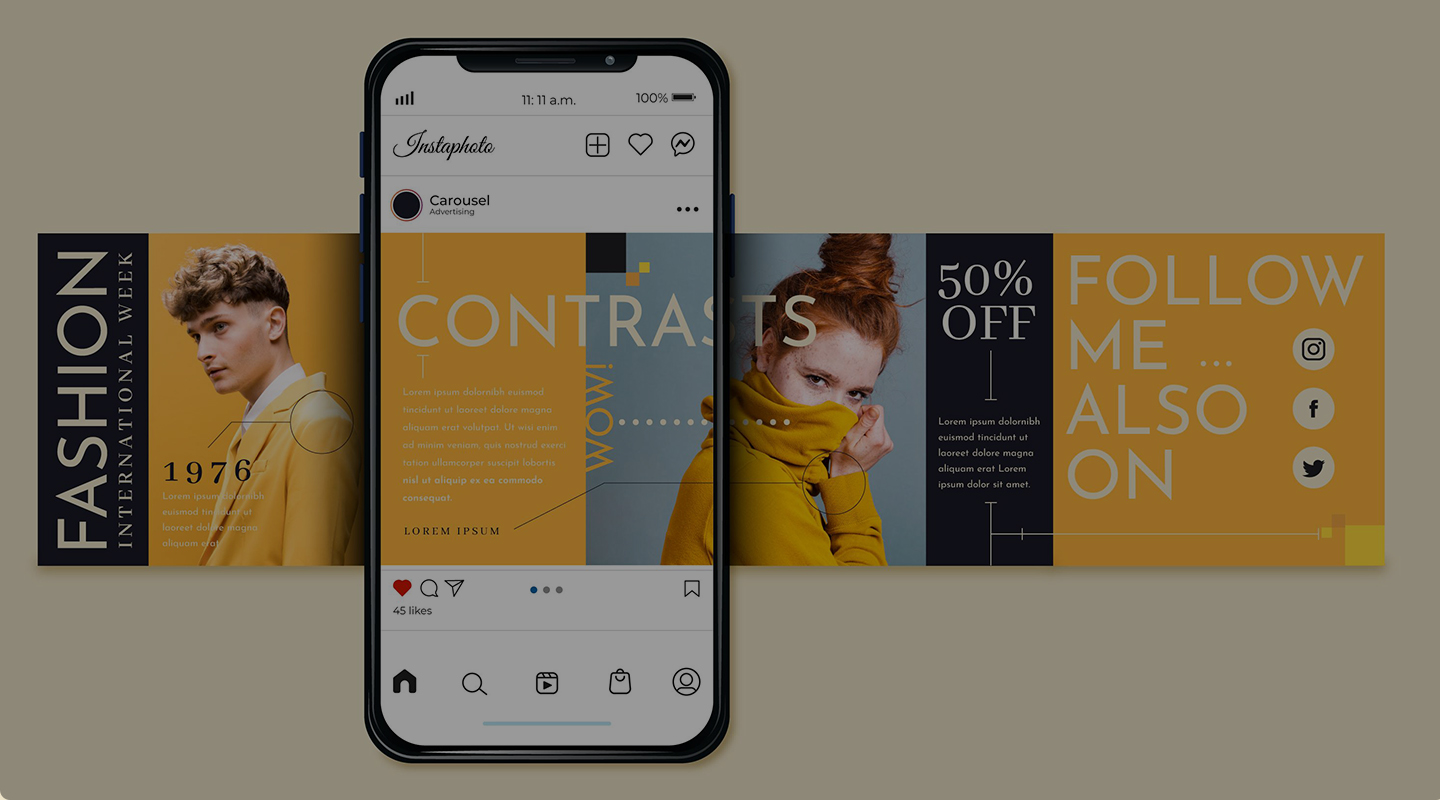 FASHION
INTERNATIONAL WEEK
1976
Lorem ipsum dolornibh
euismod tincidunt ut
laoreet dolore magna
aliquam erat
11: 11 a.m.
100%
Instaphoto
Carousel
Advertising
CONTRASTS
Lorem ipsum dolornibh euismod
tincidunt ut laoreet dolore magna
aliquam erat volutpat. Ut wisi enim
ad minim veniam, quis nostrud exerci
tation ullamcorper suscipit lobortis
nisl ut aliquip ex ea commodo
consequat.
WOW!
LOREM IPSUM
45 likes
50%
OFF
Lorem ipsum dolornibh
euismod tincidunt ut
laoreet dolore magna
aliquam erat Lorem
ipsum dolor sit amet.
FOLLOW
ME ...
ALSO
ON